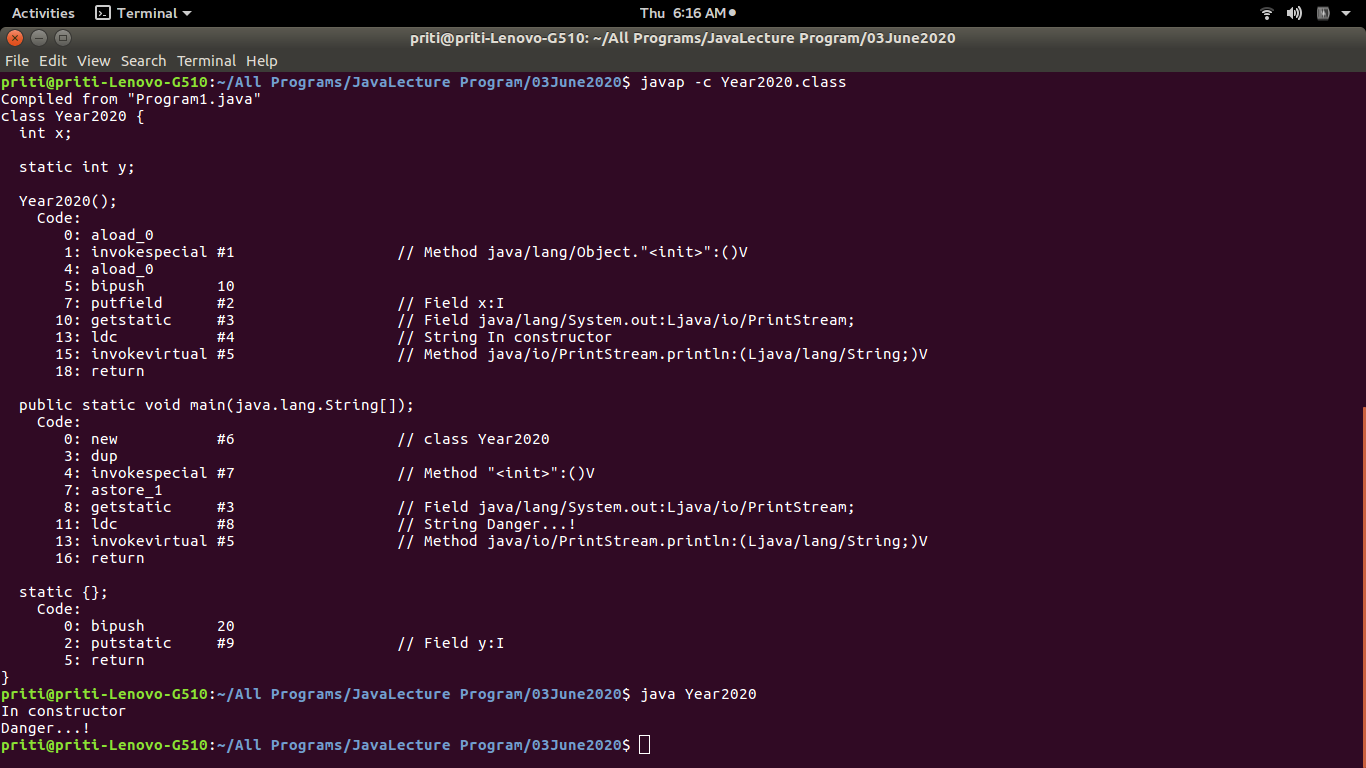 Activities Terminal Thu 6:16 AM
priti@priti-Lenovo-G510: ~/All Programs/JavaLecture Program/03June2020
File Edit View Search Terminal Help
priti@priti-Lenovo-G510:~/All Programs/JavaLecture Program/03June2020$ javap -c Year2020.class
Compiled from "Program1.java"
class Year2020 {
  int x;

  static int y;

  Year2020();
    Code:
       0: aload_0
       1: invokespecial #1                  // Method java/lang/Object."<init>":()V
       4: aload_0
       5: bipush        10
       7: putfield      #2                  // Field x:I
      10: getstatic     #3                  // Field java/lang/System.out:Ljava/io/PrintStream;
      13: ldc           #4                  // String In constructor
      15: invokevirtual #5                  // Method java/io/PrintStream.println:(Ljava/lang/String;)V
      18: return

  public static void main(java.lang.String[]);
    Code:
       0: new           #6                  // class Year2020
       3: dup
       4: invokespecial #7                  // Method "<init>":()V
       7: astore_1
       8: getstatic     #3                  // Field java/lang/System.out:Ljava/io/PrintStream;
      11: ldc           #8                  // String Danger...!
      13: invokevirtual #5                  // Method java/io/PrintStream.println:(Ljava/lang/String;)V
      16: return

  static {};
    Code:
       0: bipush        20
       2: putstatic     #9                  // Field y:I
       5: return
}
priti@priti-Lenovo-G510:~/All Programs/JavaLecture Program/03June2020$ java Year2020
In constructor
Danger...!
priti@priti-Lenovo-G510:~/All Programs/JavaLecture Program/03June2020$